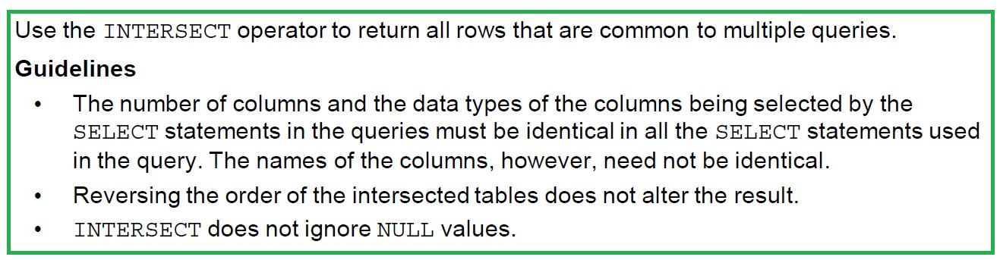 Use the INTERSECT operator to return all rows that are common to multiple queries.
Guidelines
• The number of columns and the data types of the columns being selected by the
SELECT statements in the queries must be identical in all the SELECT statements used
in the query. The names of the columns, however, need not be identical.
• Reversing the order of the intersected tables does not alter the result.
• INTERSECT does not ignore NULL values.